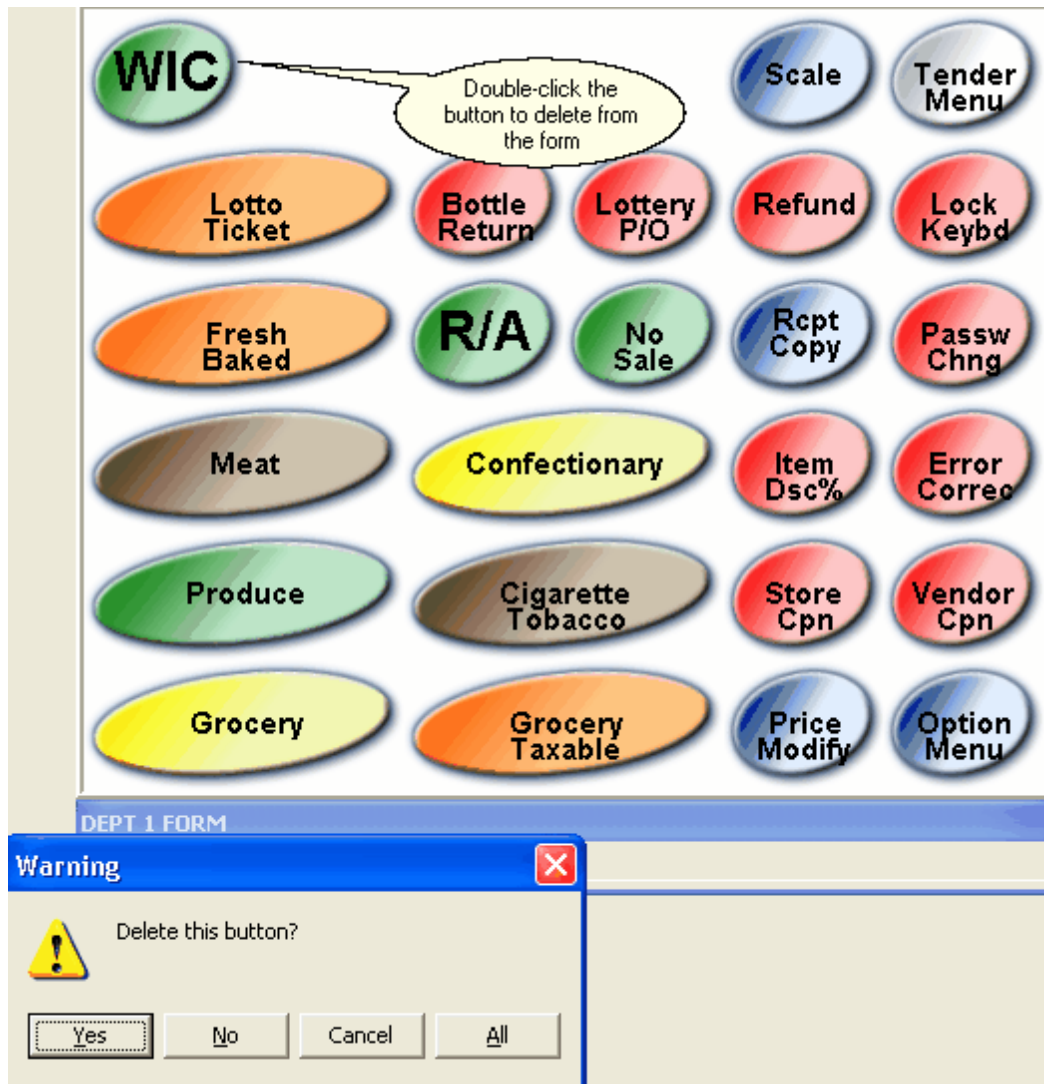 WIC
Double-click the
button to delete from
the form
Scale
Tender
Menu
Lotto
Ticket
Bottle
Return
Lottery
P/O
Refund
Lock
Keybd
Fresh
Baked
R/A
No
Sale
Rcpt
Copy
Passw
Chng
Meat
Confectionary
Item
Dsc%
Error
Correc
Produce
Cigarette
Tobacco
Store
Cpn
Vendor
Cpn
Grocery
Grocery
Taxable
Price
Modify
Option
Menu
DEPT 1 FORM
Warning
Delete this button?
Yes
No
Cancel
All